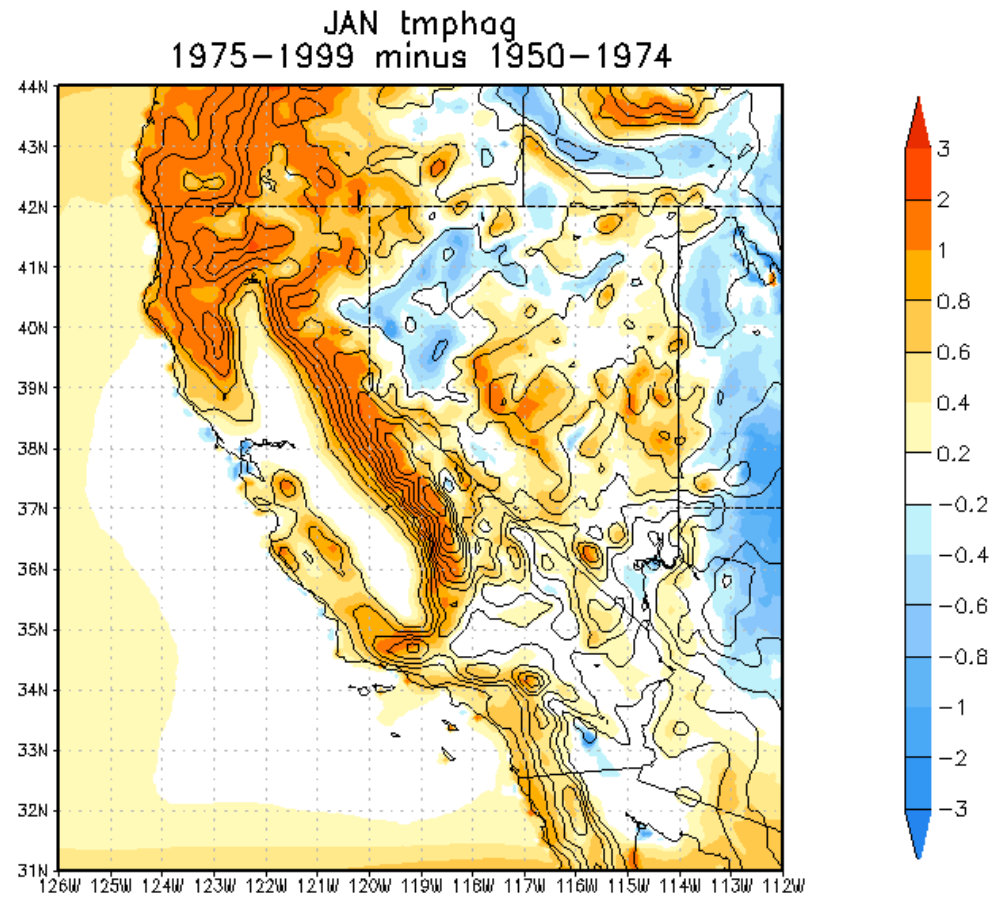 JAN tmphag
1975-1999 minus 1950-1974
44N
43N
42N
41N
40N
39N
38N
37N
36N
35N
34N
33N
32N
31N
126W 125W 124W 123W 122W 121W 120W 119W 118W 117W 116W 115W 114W 113W 112W
3
2
1
0.8
0.6
0.4
0.2
-0.2
-0.4
-0.6
-0.8
-1
-2
-3